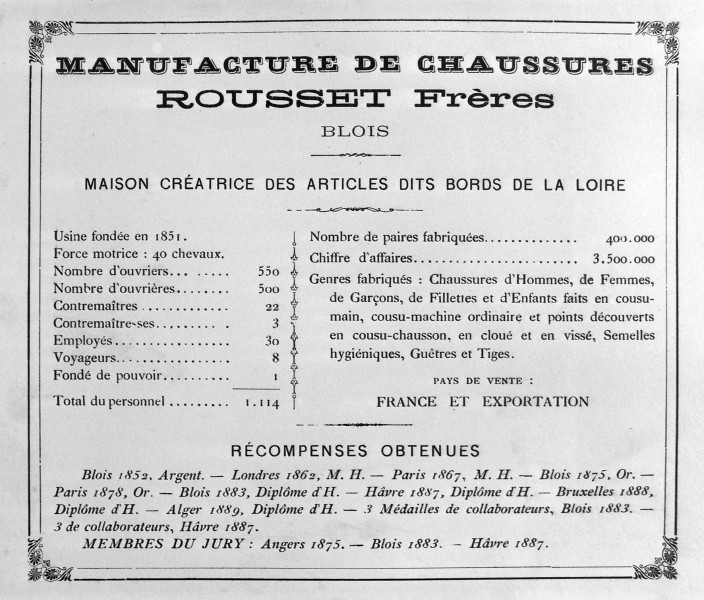 MANUFACTURE DE CHAUSSURES
ROUSSET Frères
BLOIS
MAISON CRÉATRICE DES ARTICLES DITS BORDS DE LA LOIRE
Usine fondée en 1851.
Force motrice : 40 chevaux.
Nombre d'ouvriers... ..... 550
Nombre d'ouvrières........ 500
Contremaîtres ............ 22
Contremaîtresses.......... 3
Employés.................. 30
Voyageurs................. 8
Fondé de pouvoir.......... 1
Total du personnel ......... 1.114
Nombre de paires fabriquées.............. 400.000
Chiffre d'affaires........................ 3.500.000
Genres fabriqués : Chaussures d'Hommes, de Femmes,
de Garçons, de Fillettes et d'Enfants faits en cousu-
main, cousu-machine ordinaire et points découverts
en cousu-chausson, en cloué et en vissé, Semelles
hygiéniques, Guêtres et Tiges.
PAYS DE VENTE :
FRANCE ET EXPORTATION
RÉCOMPENSES OBTENUES
Blois 1852, Argent. — Londres 1862, M. H. — Paris 1867, M. H. — Blois 1875, Or. —
Paris 1878, Or. — Blois 1883, Diplôme d'H. — Hâvre 1887, Diplôme d'H. — Bruxelles 1888,
Diplôme d'H. — Alger 1889, Diplôme d'H. — 3 Médailles de collaborateurs, Blois 1883. —
3 de collaborateurs, Hâvre 1887.
MEMBRES DU JURY : Angers 1875. — Blois 1883. — Hâvre 1887.